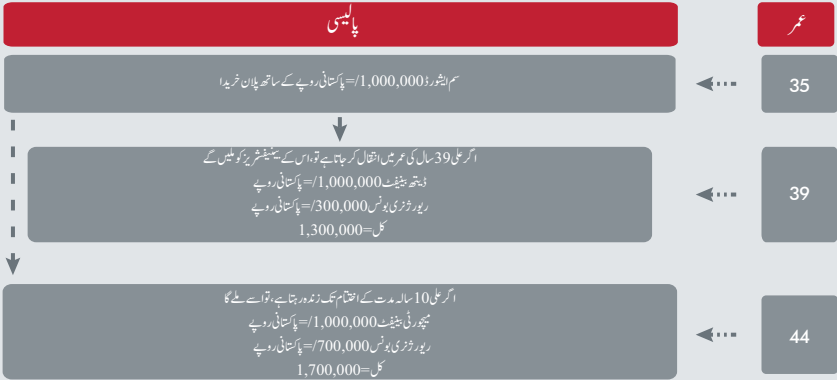 عمر
پالیسی
35
سم ایشورڈ 1,000,000/= پاکستانی روپے کے ساتھ پلان خریدا
39
اگر علی 39 سال کی عمر میں انتقال کر جاتا ہے تو، اس کے بینیفشریز کو ملیں گے
ڈیتھ بینیفٹ 1,000,000/= پاکستانی روپے
ریورژنری بونس 300,000/= پاکستانی روپے
کل = 1,300,000
44
اگر علی 10 سالہ مدت کے اختتام تک زندہ رہتا ہے، تو اسے ملے گا
میچورٹی بینیفٹ 1,000,000/= پاکستانی روپے
ریورژنری بونس 700,000/= پاکستانی روپے
کل = 1,700,000